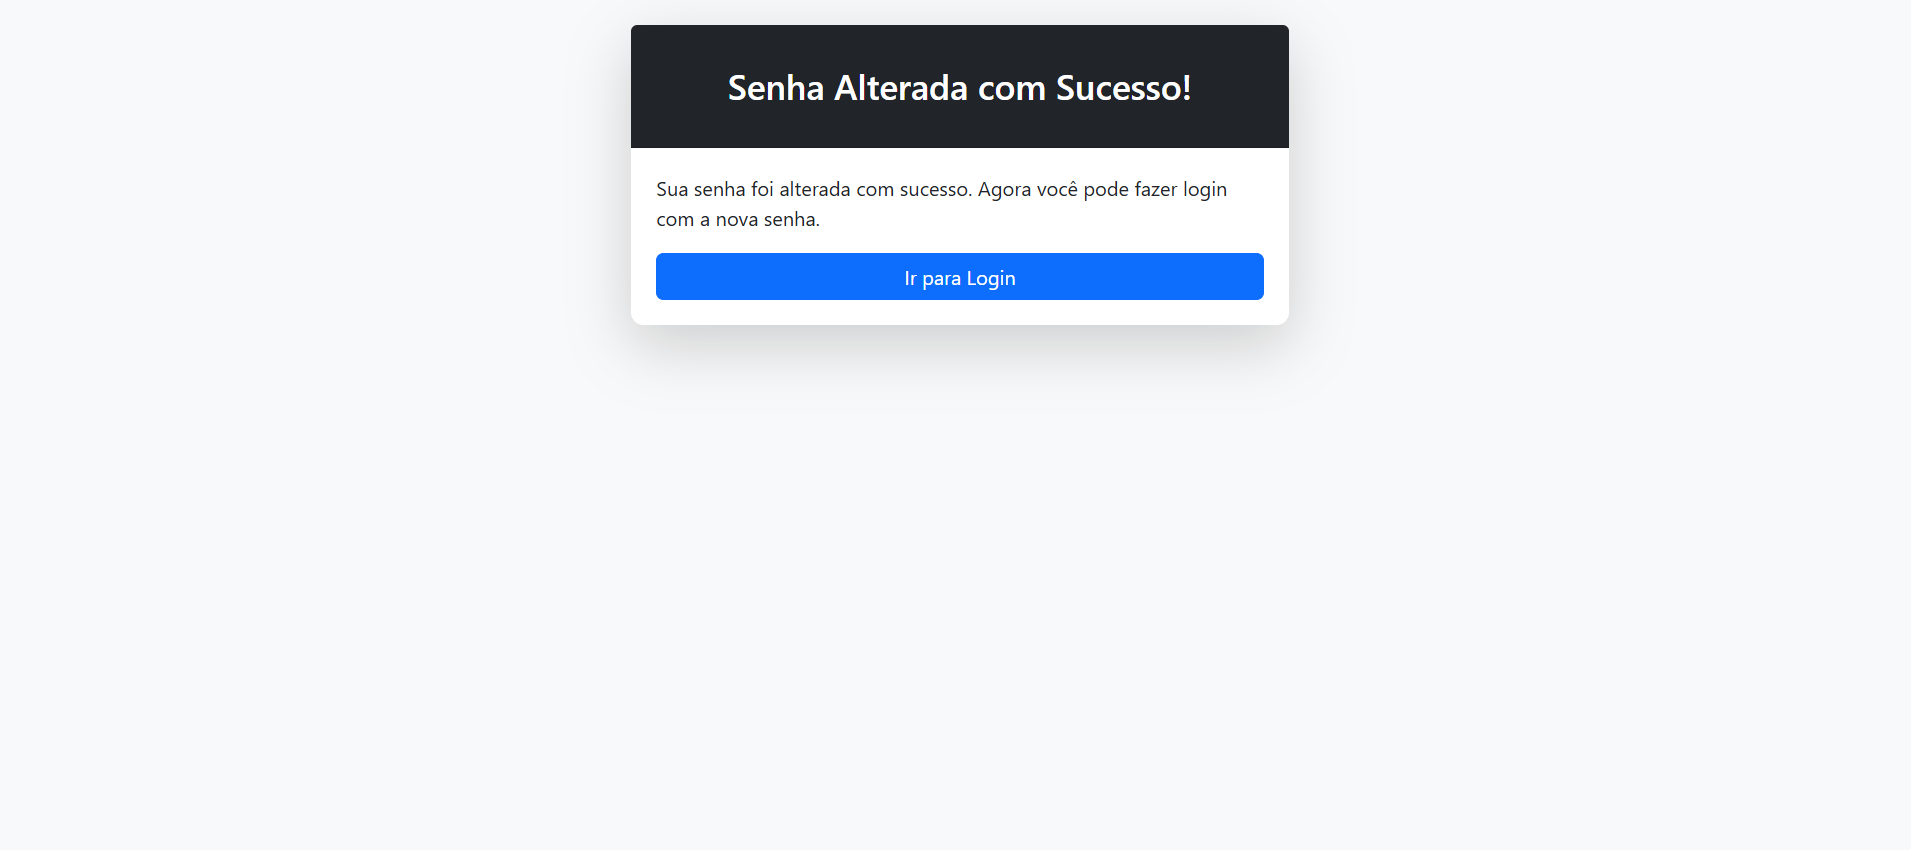 Senha Alterada com Sucesso!
Sua senha foi alterada com sucesso. Agora você pode fazer login
com a nova senha.
Ir para Login